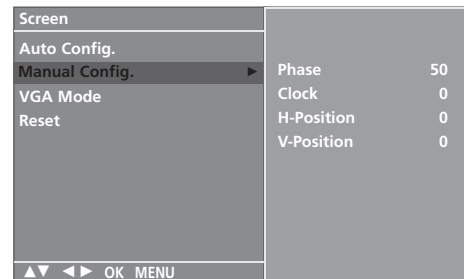 Screen
Auto Config.
Manual Config. ►
VGA Mode
Reset
Phase 50
Clock 0
H-Position 0
V-Position 0
▲▼ ◄► OK MENU